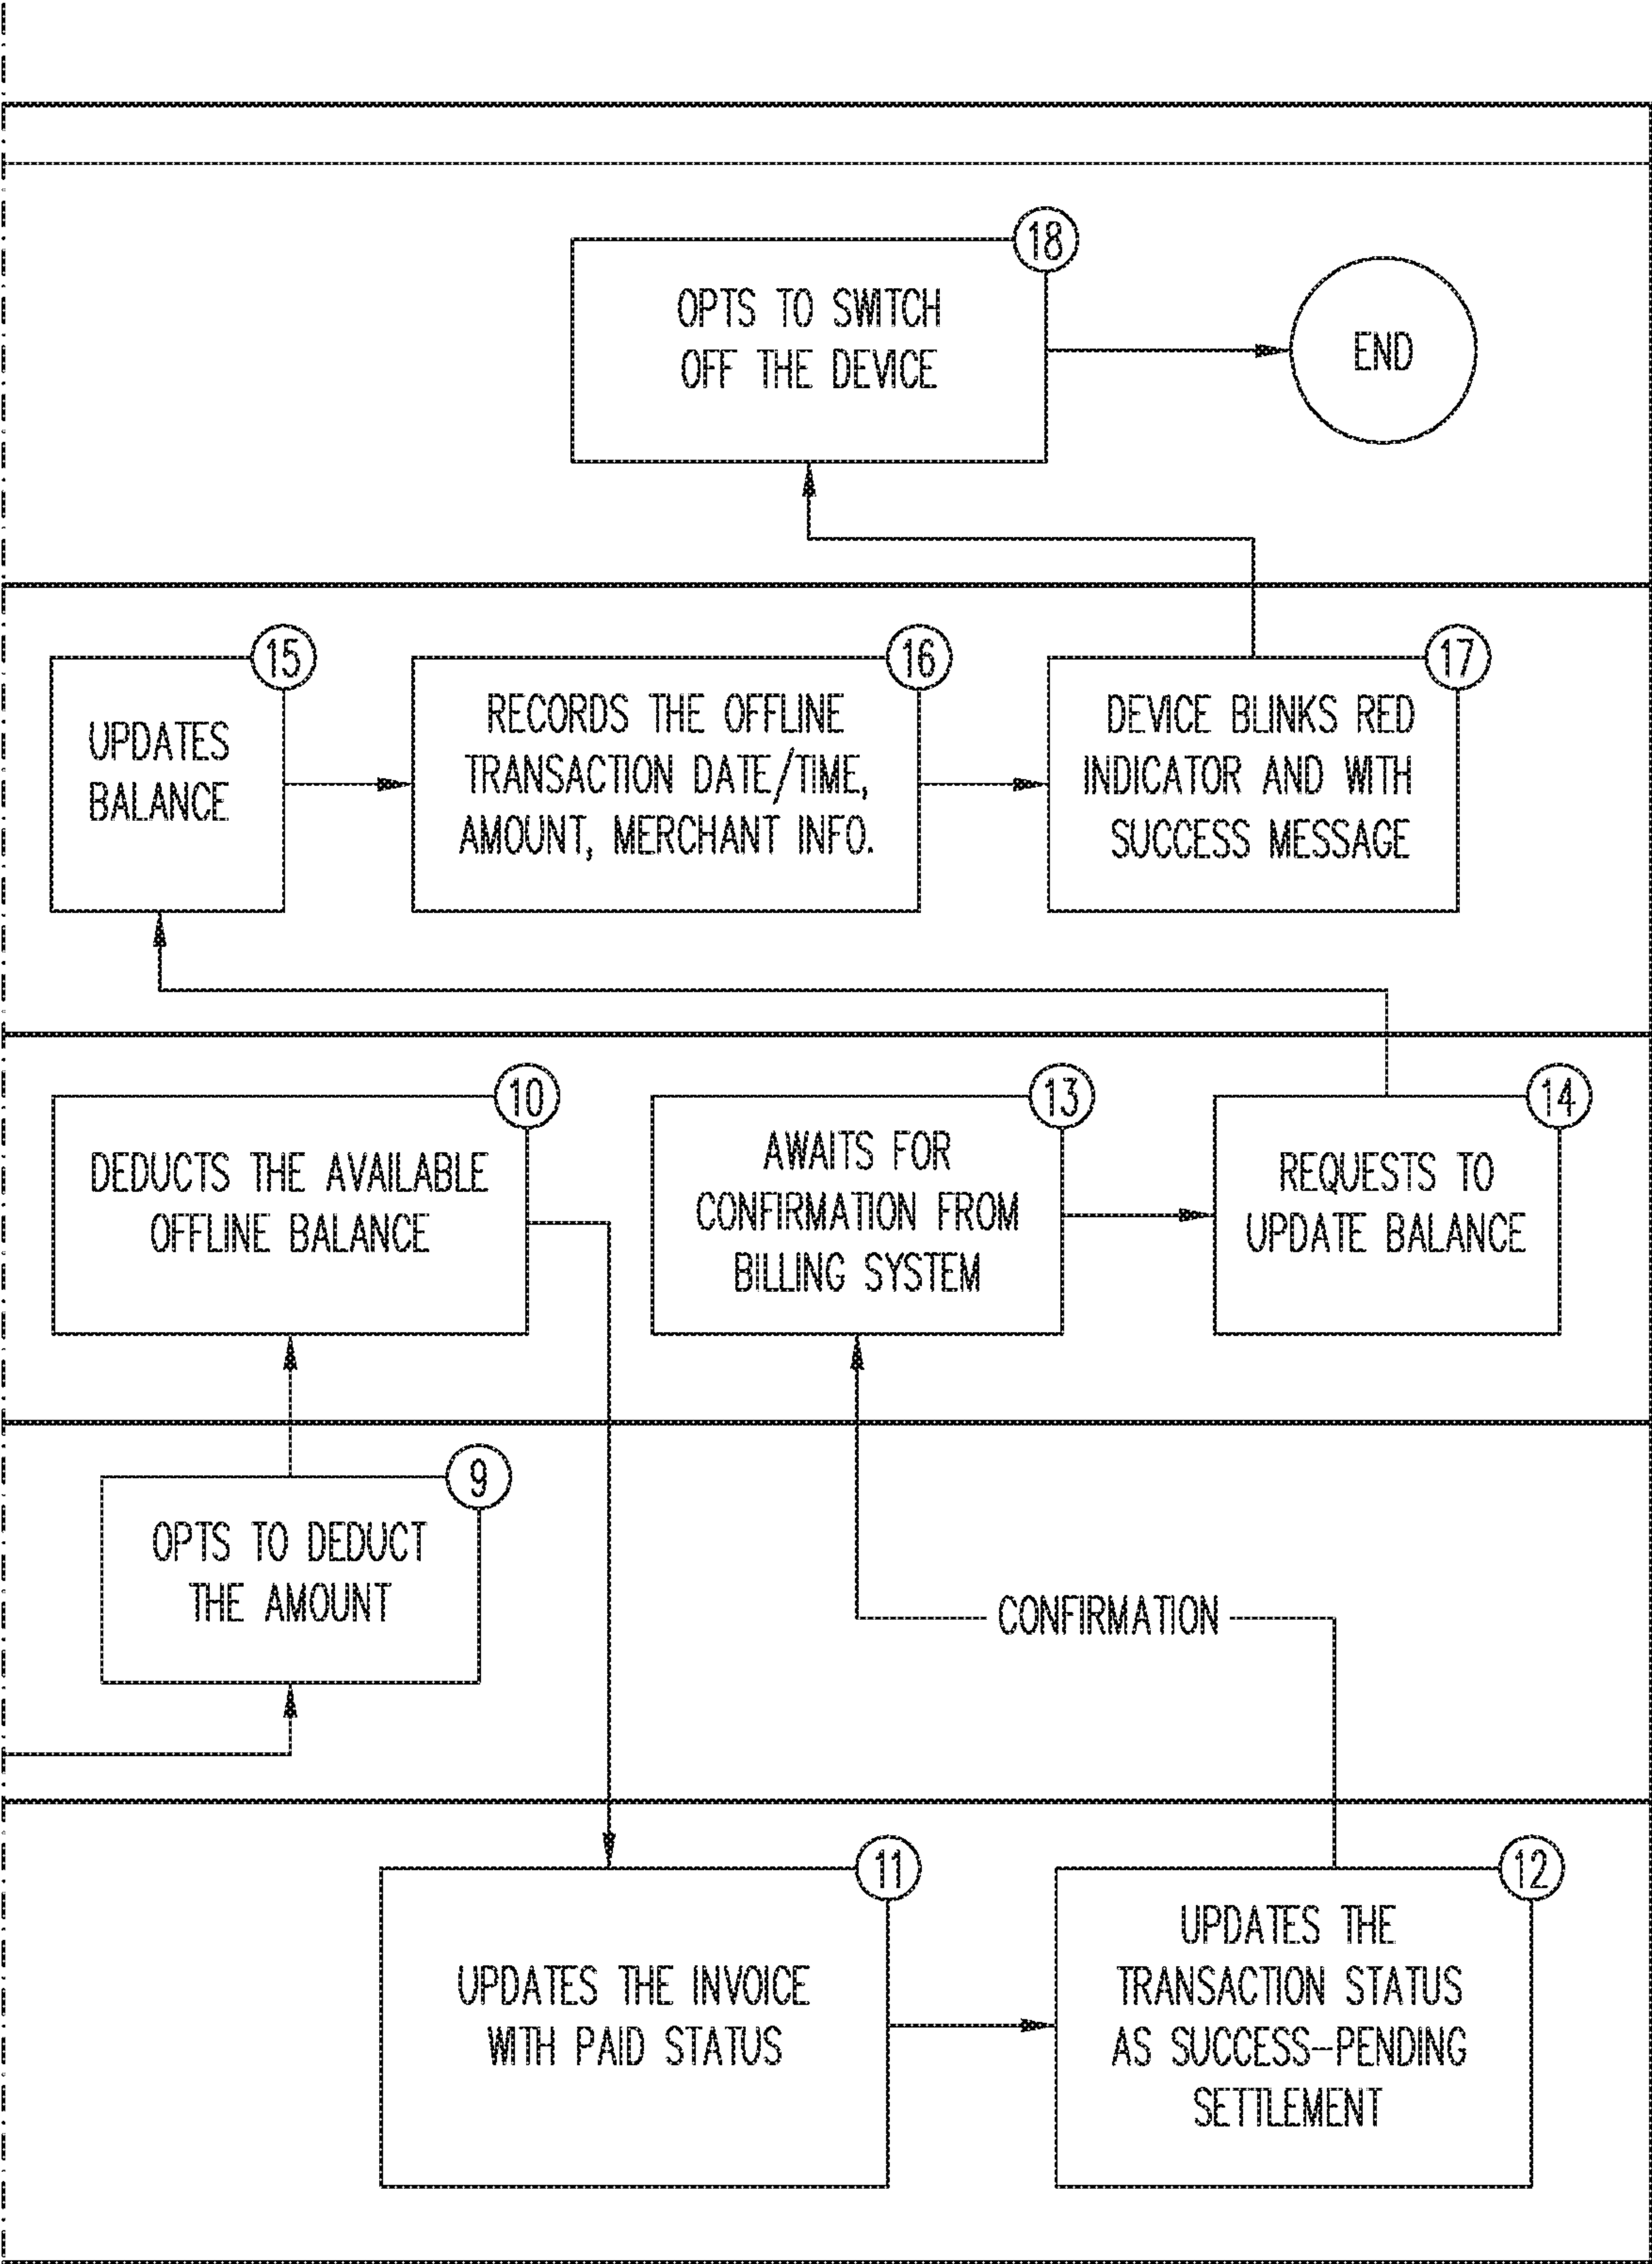 18
OPTS TO SWITCH
OFF THE DEVICE
END
15
UPDATES
BALANCE
16
RECORDS THE OFFLINE
TRANSACTION DATE/TIME,
AMOUNT, MERCHANT INFO.
17
DEVICE BLINKS RED
INDICATOR AND WITH
SUCCESS MESSAGE
10
DEDUCTS THE AVAILABLE
OFFLINE BALANCE
13
AWAITS FOR
CONFIRMATION FROM
BILLING SYSTEM
14
REQUESTS TO
UPDATE BALANCE
9
OPTS TO DEDUCT
THE AMOUNT
CONFIRMATION
11
UPDATES THE INVOICE
WITH PAID STATUS
12
UPDATES THE
TRANSACTION STATUS
AS SUCCESS–PENDING
SETTLEMENT